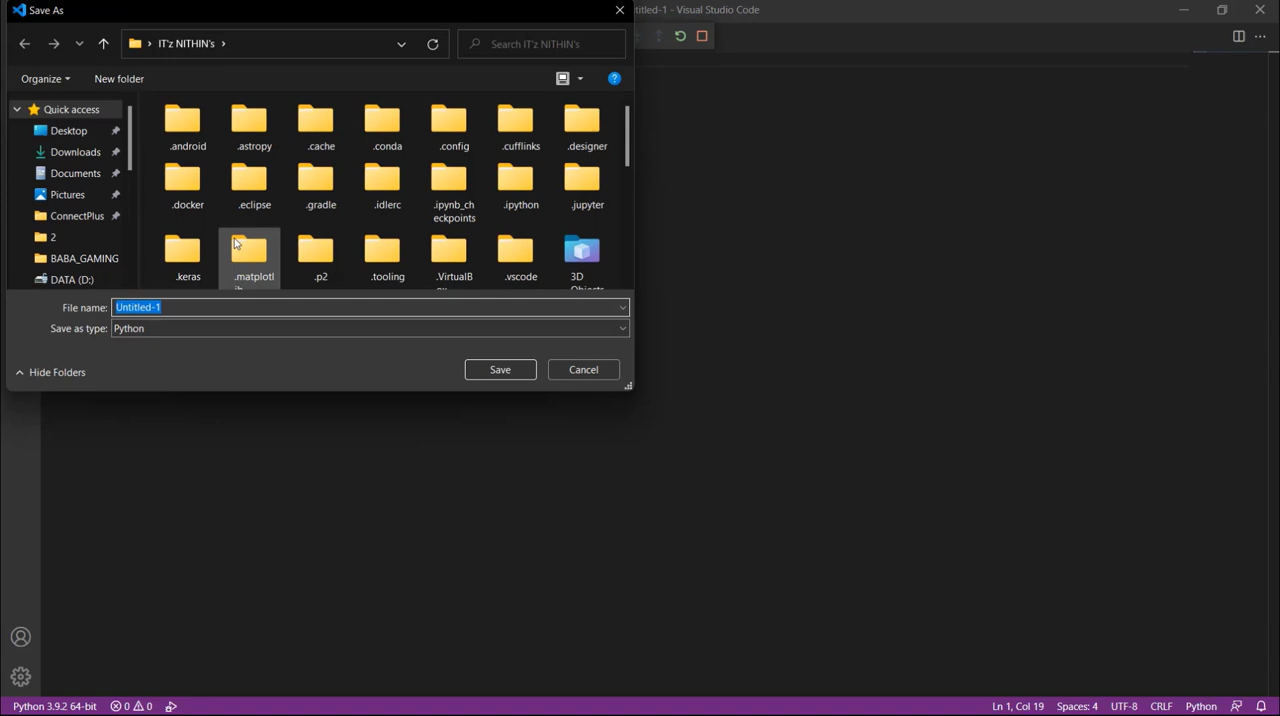 Save As
ntitled-1 - Visual Studio Code
IT'z NITHIN's
Search IT'z NITHIN's
Organize
New folder
Quick access
Desktop
Downloads
Documents
Pictures
ConnectPlus
2
BABA_GAMING
DATA (D:)
.android
.astropy
.cache
.conda
.config
.cufflinks
.designer
.docker
.eclipse
.gradle
.idlerc
.ipynb_ch
eckpoints
.ipython
.jupyter
.keras
.matplotl
ib
.p2
.tooling
.VirtualB
ox
.vscode
3D
Objects
File name:
Untitled-1
Save as type:
Python
Hide Folders
Save
Cancel
Python 3.9.2 64-bit
0
0
Ln 1, Col 19
Spaces: 4
UTF-8
CRLF
Python